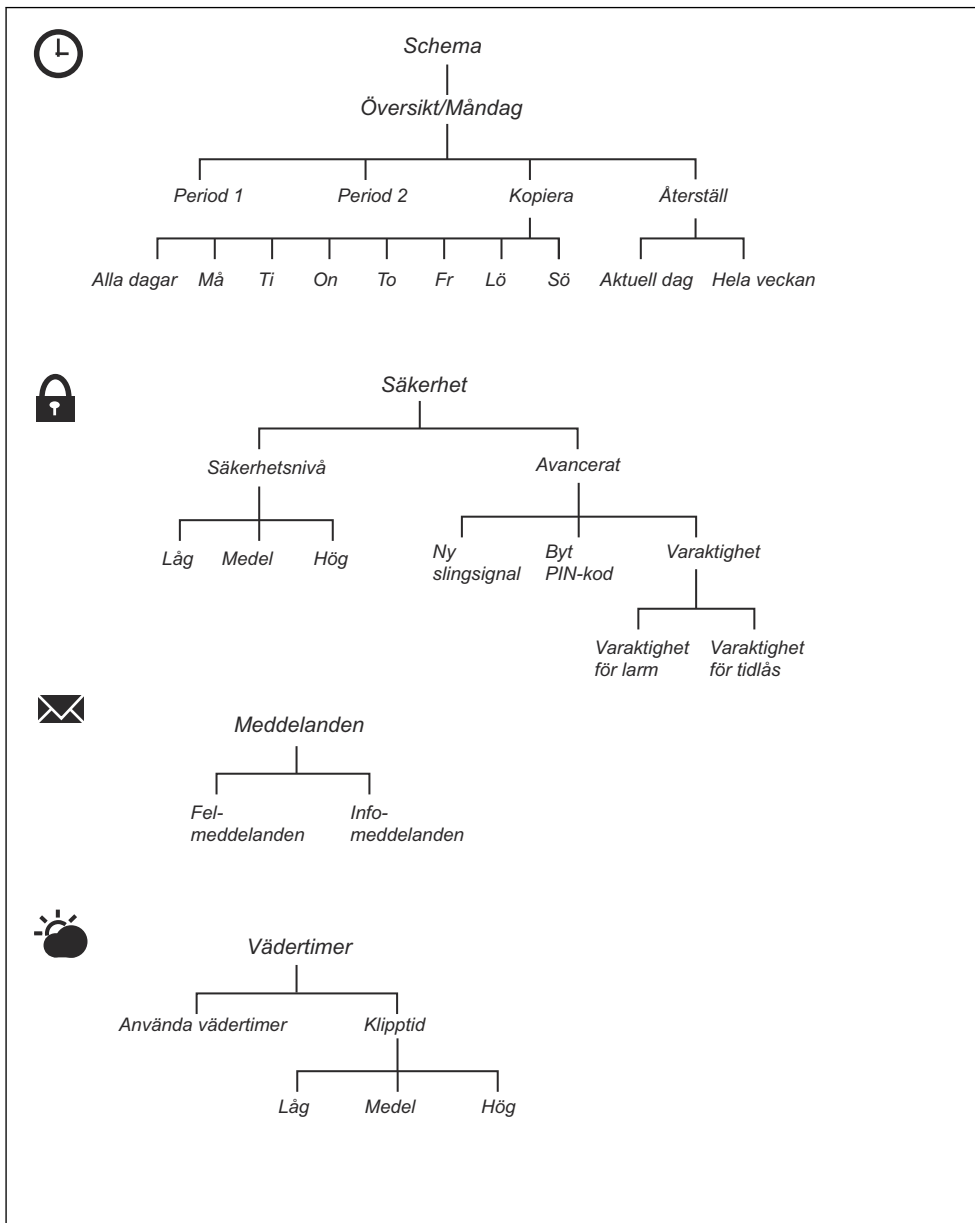 Schema
Översikt/Måndag
Period 1 Period 2 Kopiera Återställ
Alla dagar Må Ti On To Fr Lö Sö Aktuell dag Hela veckan
Säkerhet
Säkerhetsnivå Avancerat
Låg Medel Hög
Ny
slingsignal
Byt
PIN-kod
Varaktighet
Varaktighet
för larm
Varaktighet
för tidlås
Meddelanden
Fel-
meddelanden
Info-
meddelanden
Vädertimer
Använda vädertimer Klipptid
Låg Medel Hög